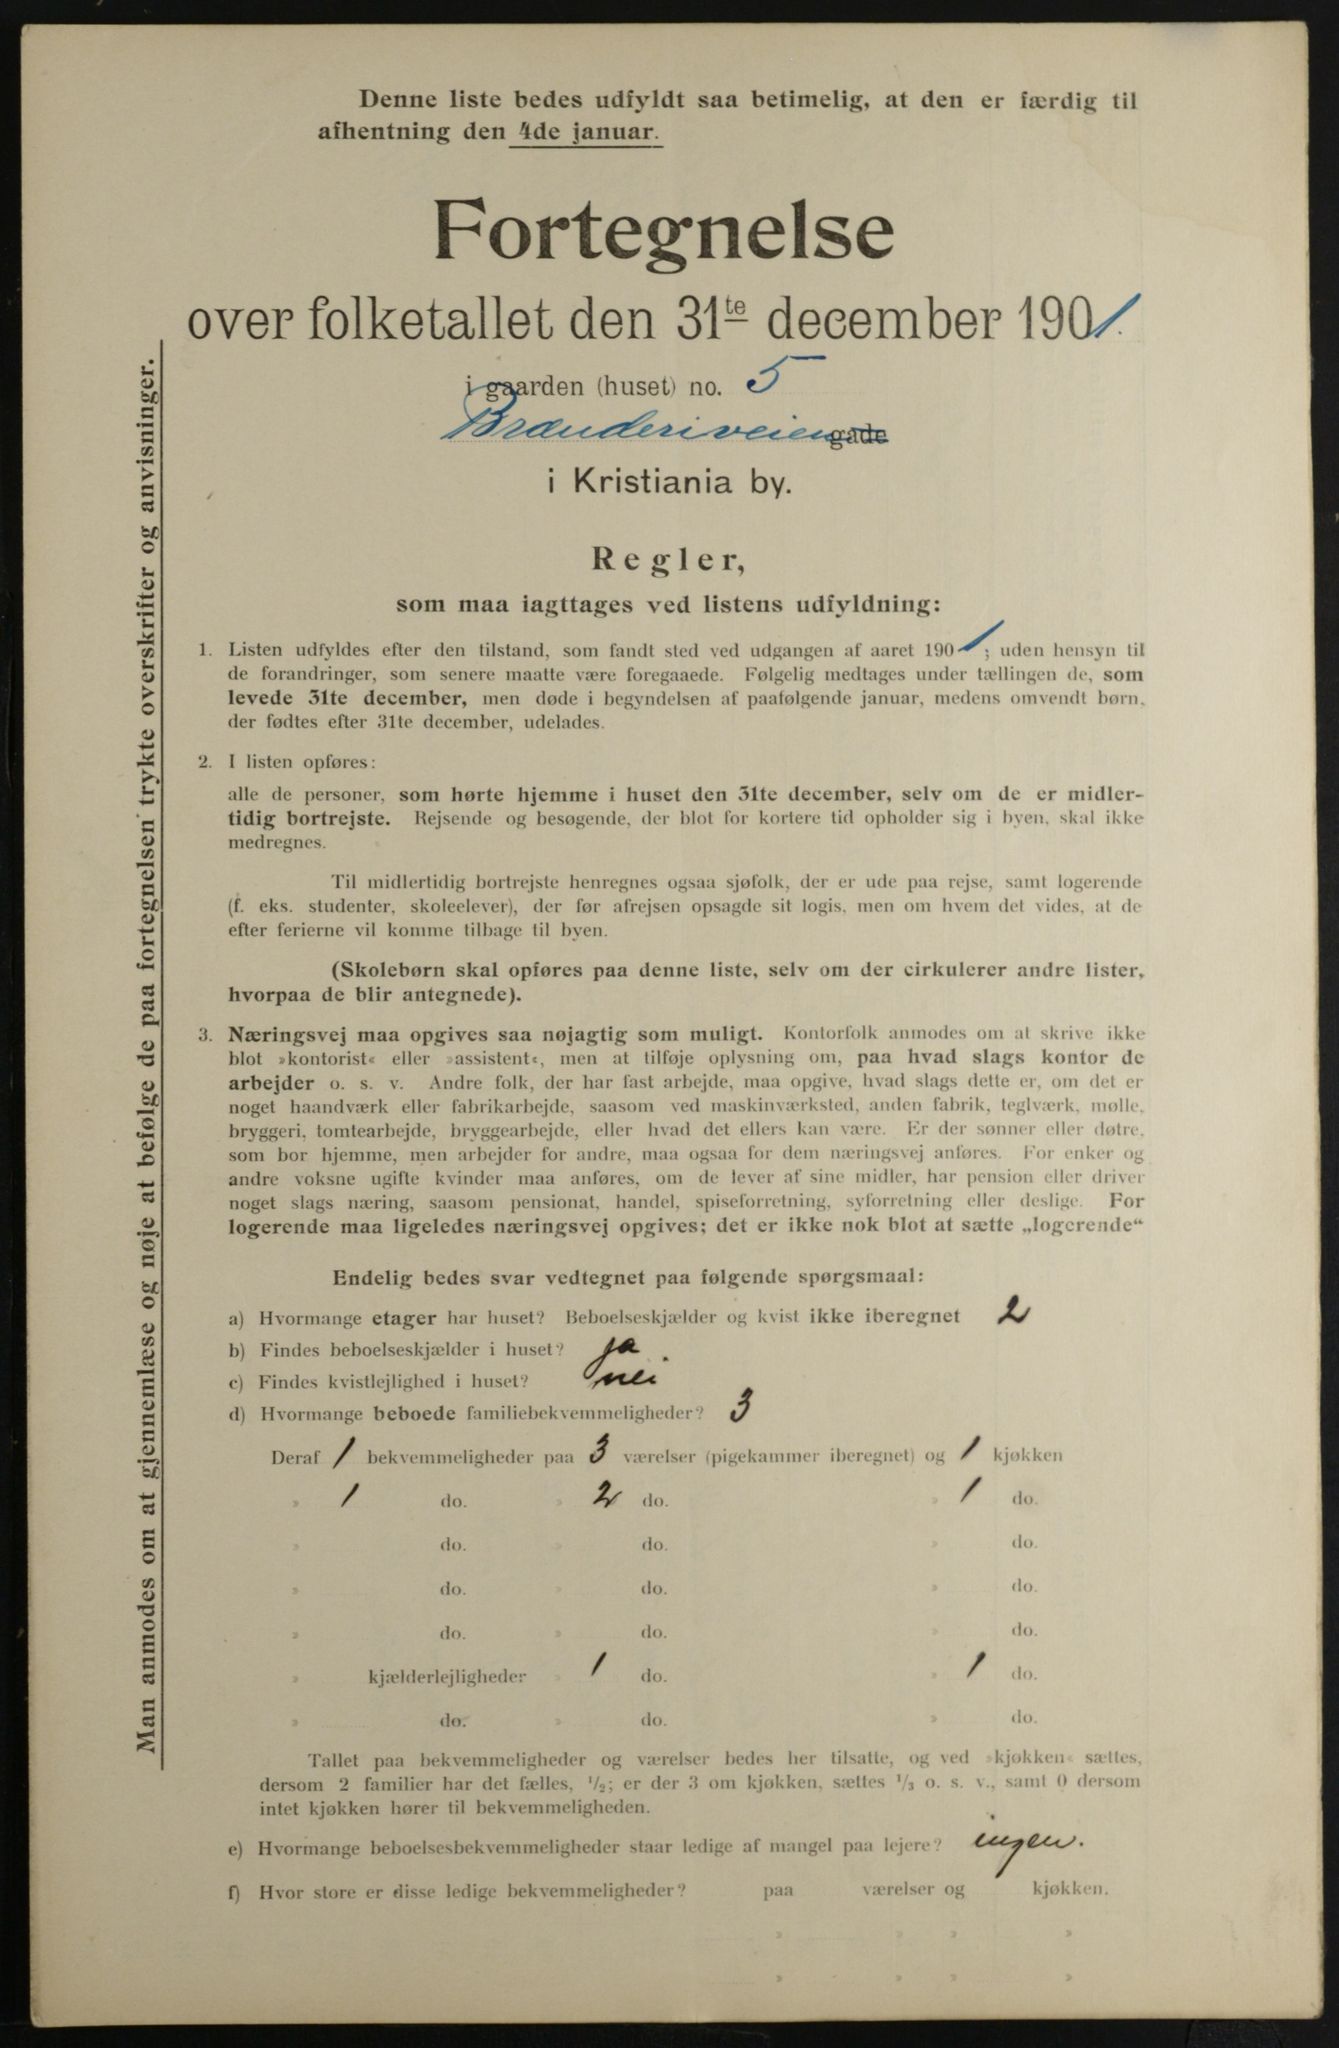 Denne liste bedes udfyldt saa betimelig, at den er færdig til
afhentning den 4de januar.
Fortegnelse
over folketallet den 31te december 1901.
i gaarden (huset) no. 5
Brænderiveien gade
i Kristiania by.
Regler,
som maa iagttages ved listens udfyldning:
1. Listen udfyldes efter den tilstand, som fandt sted ved udgangen af aaret 1901; uden hensyn til
de forandringer, som senere maatte være foregaaede. Følgelig medtages under tællingen de, som
levede 31te december, men døde i begyndelsen af paafølgende januar, medens omvendt børn,
der fødtes efter 31te december, udelades.
2. I listen opføres:
alle de personer, som hørte hjemme i huset den 31te december, selv om de er midler-
tidig bortrejste. Rejsende og besøgende, der blot for kortere tid opholder sig i byen, skal ikke
medregnes.
Til midlertidig bortrejste henregnes ogsaa sjøfolk, der er ude paa rejse, samt logerende
(f. eks. studenter, skoleelever), der før afrejsen opsagde sit logis, men om hvem det vides, at de
efter ferierne vil komme tilbage til byen.
(Skolebørn skal opføres paa denne liste, selv om der cirkulerer andre lister,
hvorpaa de blir antegnede).
3. Næringsvej maa opgives saa nøjagtig som muligt. Kontorfolk anmodes om at skrive ikke
blot »kontorist« eller »assistent«, men at tilføje oplysning om, paa hvad slags kontor de
arbejder o. s. v. Andre folk, der har fast arbejde, maa opgive, hvad slags dette er, om det er
noget haandværk eller fabrikarbejde, saasom ved maskinværksted, anden fabrik, teglværk, mølle,
bryggeri, tomtearbejde, bryggearbejde, eller hvad det ellers kan være. Er der sønner eller døtre,
som bor hjemme, men arbejder for andre, maa ogsaa for dem næringsvej anføres. For enker og
andre voksne ugifte kvinder maa anføres, om de lever af sine midler, har pension eller driver
noget slags næring, saasom pensionat, handel, spiseforretning, syforretning eller deslige. For
logerende maa ligeledes næringsvej opgives; det er ikke nok blot at sætte „logerende“
Endelig bedes svar vedtegnet paa følgende spørgsmaal:
a) Hvormange etager har huset? Beboelseskjælder og kvist ikke iberegnet 2
b) Findes beboelseskjælder i huset? ja
c) Findes kvistlejlighed i huset? nei
d) Hvormange beboede familiebekvemmeligheder? 3
Deraf 1 bekvemmeligheder paa 3 værelser (pigekammer iberegnet) og 1 kjøkken
» 1 do. » 2 do. » 1 do.
» do. » do. » do.
» do. » do. » do.
» do. » do. » do.
» kjælderlejligheder » 1 do. » 1 do.
» do. » do. » do.
Tallet paa bekvemmeligheder og værelser bedes her tilsatte, og ved »kjøkken« sættes,
dersom 2 familier har det fælles, 1/2; er der 3 om kjøkken, sættes 1/3 o. s. v., samt 0 dersom
intet kjøkken hører til bekvemmeligheden.
e) Hvormange beboelsesbekvemmeligheder staar ledige af mangel paa lejere? ingen.
f) Hvor store er disse ledige bekvemmeligheder? paa værelser og kjøkken.
» » » »
» » » »
Man anmodes om at gjennemlæse og nøje at befølge de paa fortegnelsen trykte overskrifter og anvisninger.